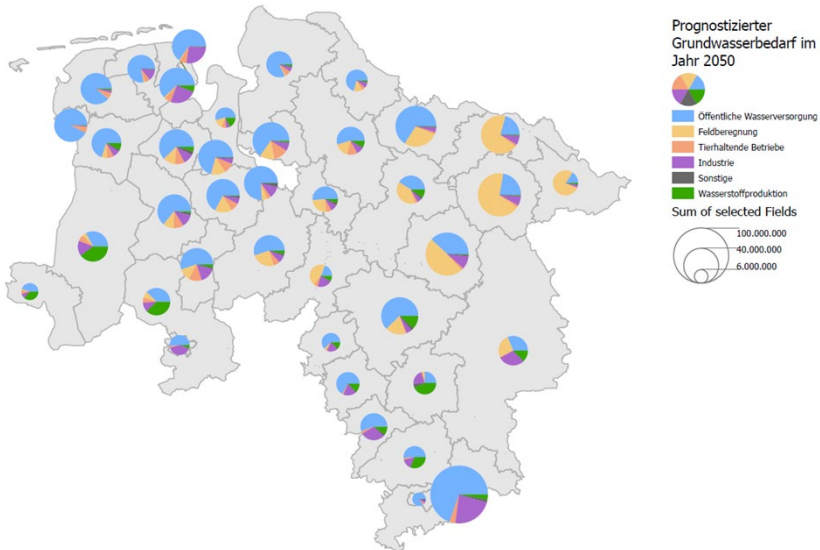 Prognostizierter
Grundwasserbedarf im
Jahr 2050
Öffentliche Wasserversorgung
Feldberegnung
Tierhaltende Betriebe
Industrie
Sonstige
Wasserstoffproduktion
Sum of selected Fields
100.000.000
40.000.000
6.000.000